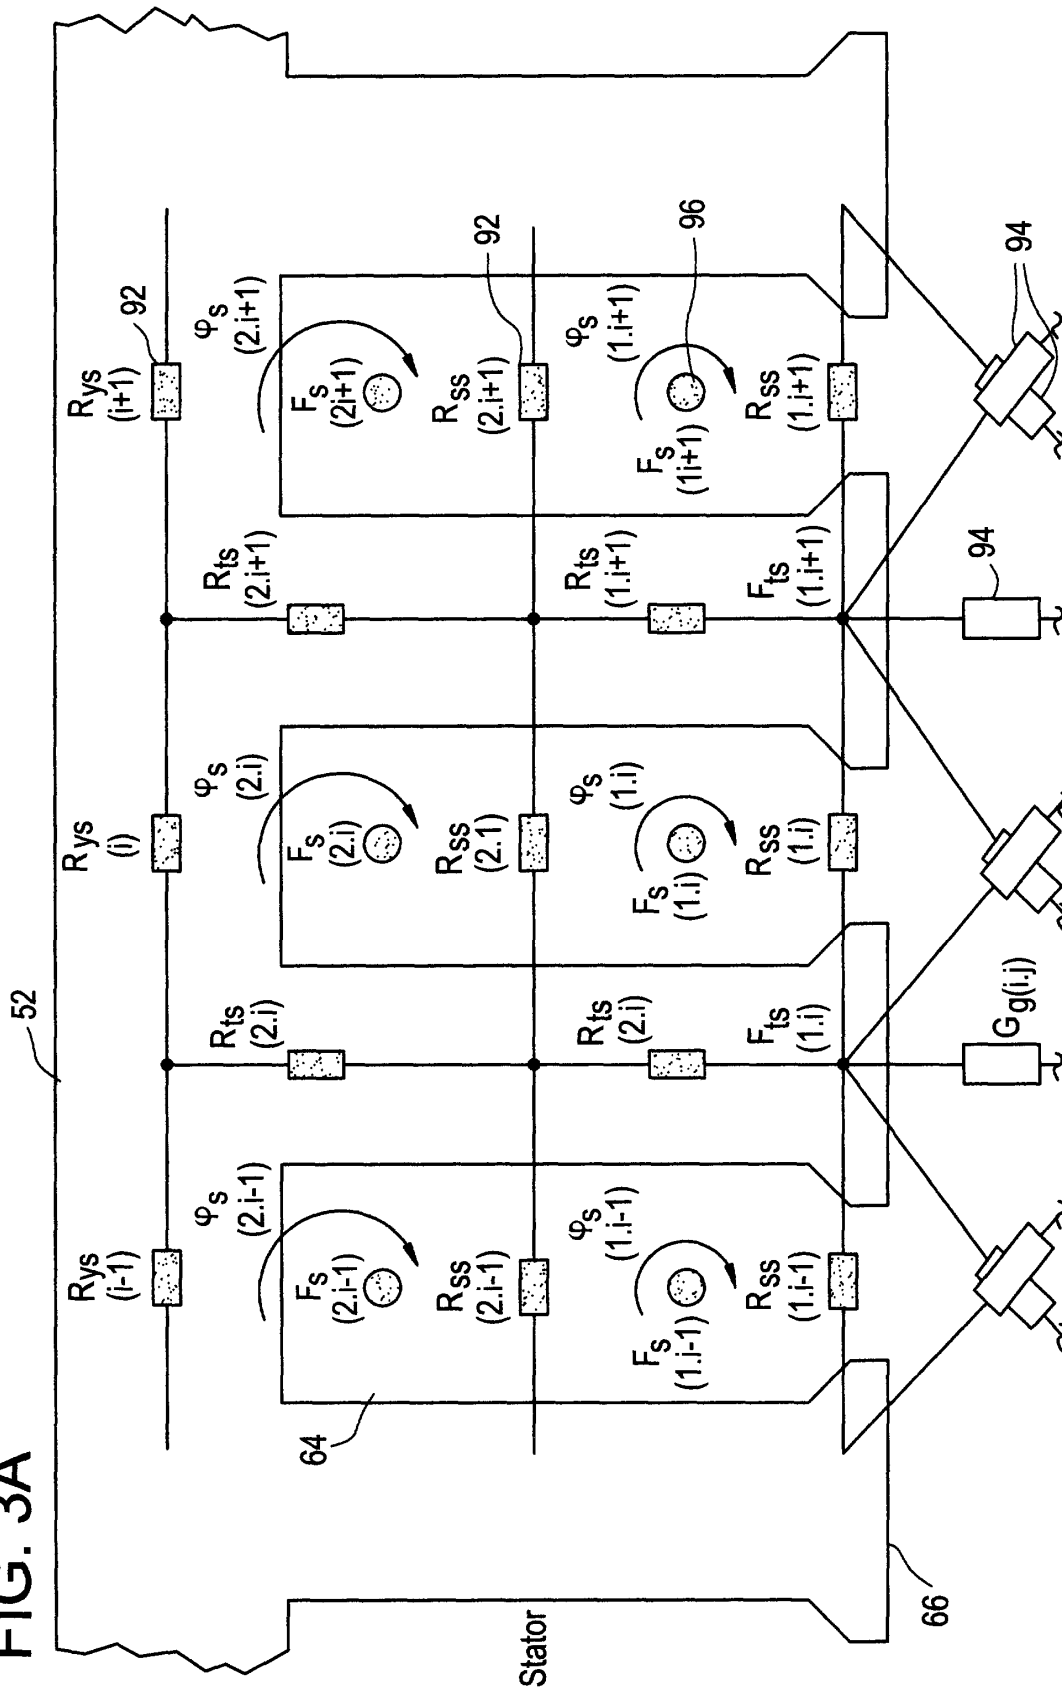 FIG. 3A
52
Stator
Rys
(i-1)
Rys
(i)
Rys
(i+1)
92
φs
(2.i-1)
Rts
(2.i)
φs
(2.i)
Rts
(2.i+1)
φs
(2.i+1)
64
Fs
(2.i-1)
Fs
(2.i)
Fs
(2i+1)
Rss
(2.i-1)
Rss
(2.1)
Rss
(2.i+1)
92
φs
(1.i-1)
Rts
(2.i)
φs
(1.i)
Rts
(1.i+1)
φs
(1.i+1)
Fs
(1.i-1)
Fs
(1.i)
Fs
(1i+1)
96
Rss
(1.i-1)
Fts
(1.i)
Rss
(1.i)
Fts
(1.i+1)
Rss
(1.i+1)
66
Gg(i.j)
94
94